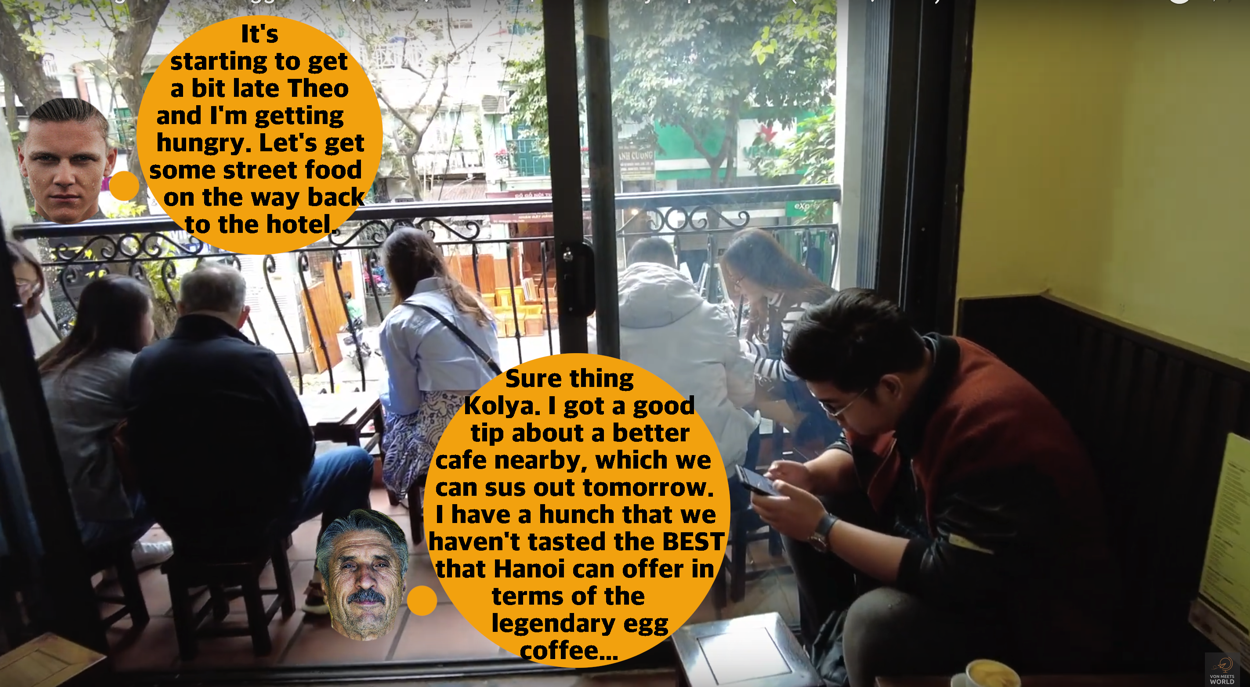 It's
starting to get
a bit late Theo
and I'm getting
hungry. Let's get
some street food
on the way back
to the hotel.
Sure thing
Kolya. I got a good
tip about a better
cafe nearby, which we
can sus out tomorrow.
I have a hunch that we
haven't tasted the BEST
that Hanoi can offer in
terms of the
legendary egg
coffee...
WORLD